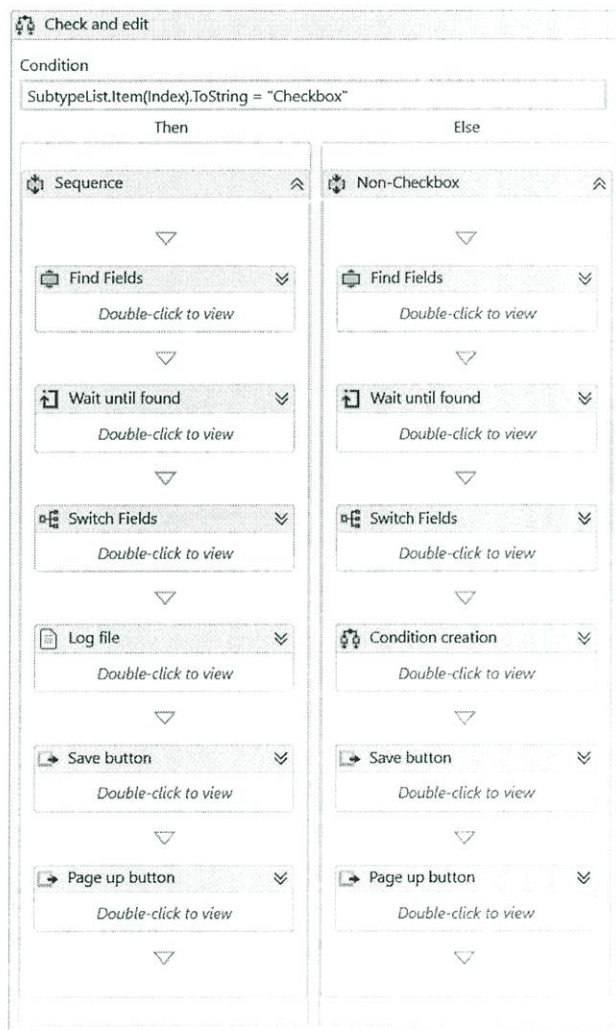 Check and edit
Condition
SubtypeList.Item(Index).ToString = "Checkbox"
Then
Else
Sequence
Non-Checkbox
Find Fields
Double-click to view
Wait until found
Double-click to view
Switch Fields
Double-click to view
Log file
Double-click to view
Save button
Double-click to view
Page up button
Double-click to view
Find Fields
Double-click to view
Wait until found
Double-click to view
Switch Fields
Double-click to view
Condition creation
Double-click to view
Save button
Double-click to view
Page up button
Double-click to view